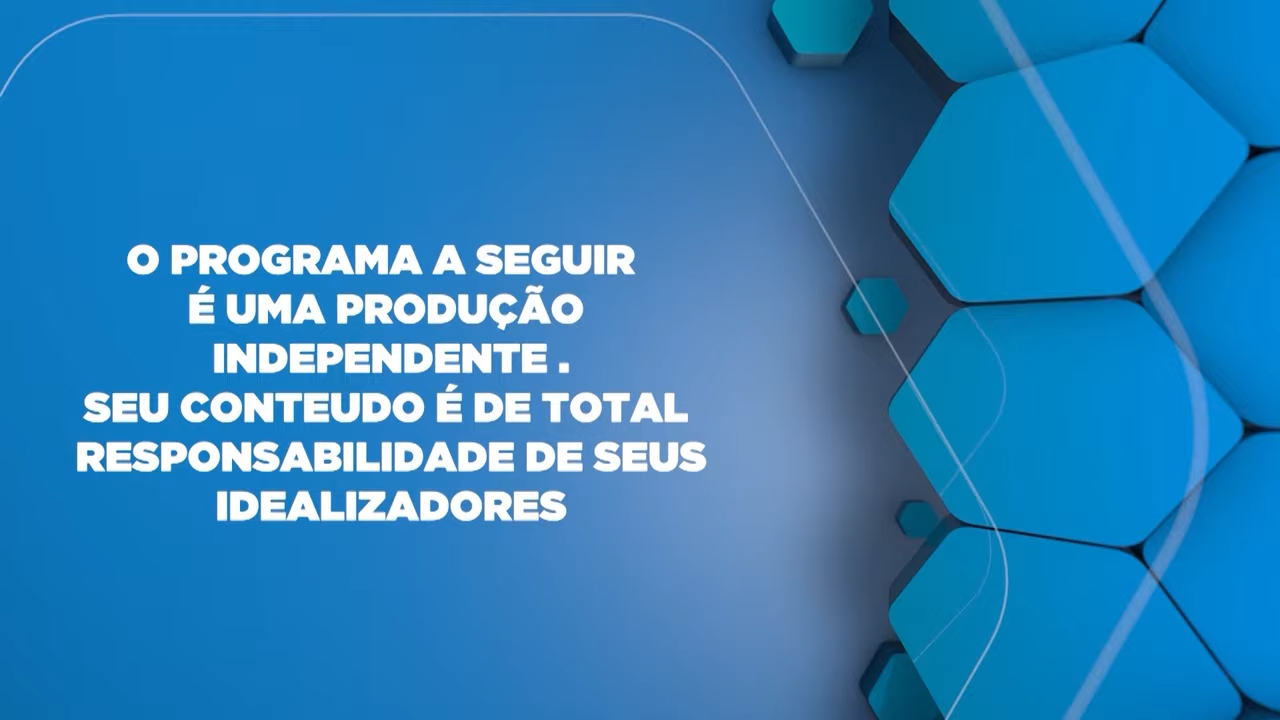 O PROGRAMA A SEGUIR
É UMA PRODUÇÃO
INDEPENDENTE .
SEU CONTEUDO É DE TOTAL
RESPONSABILIDADE DE SEUS
IDEALIZADORES